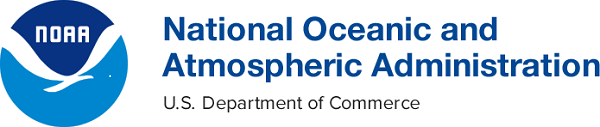 NOAA
National Oceanic and
Atmospheric Administration
U.S. Department of Commerce